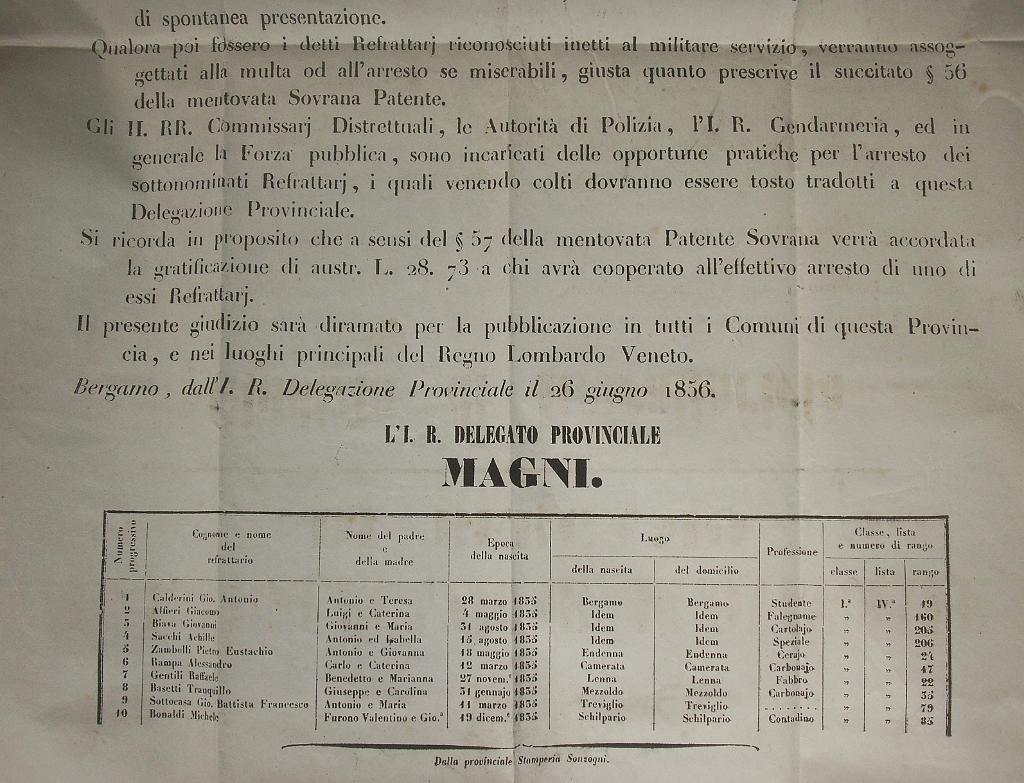 di spontanea presentazione.
Qualora poi fossero i detti Refrattarj riconosciuti inetti al militare servizio, verranno assog-
gettati alla multa od all'arresto se miserabili, giusta quanto prescrive il succitato § 56
della mentovata Sovrana Patente.
Gli II. RR. Commissarj Distrettuali, le Autorità di Polizia, l'I. R. Gendarmeria, ed in
generale la Forza pubblica, sono incaricati delle opportune pratiche per l'arresto dei
sottonominati Refrattarj, i quali venendo colti dovranno essere tosto tradotti a questa
Delegazione Provinciale.
Si ricorda in proposito che a sensi del § 57 della mentovata Patente Sovrana verrà accordata
la gratificazione di austr. L. 28. 73 a chi avrà cooperato all'effettivo arresto di uno di
essi Refrattarj.
Il presente giudizio sarà diramato per la pubblicazione in tutti i Comuni di questa Provin-
cia, e nei luoghi principali del Regno Lombardo Veneto.
Bergamo, dall'I. R. Delegazione Provinciale il 26 giugno 1856.
L'I. R. DELEGATO PROVINCIALE
MAGNI.
Numero progressivo | Cognome e nome del refrattario | Nome del padre e della madre | Epoca della nascita | Luogo | Professione | Classe, lista e numero di rango
della nascita | del domicilio | classe | lista | rango
1 Calderini Gio. Antonio | Antonio e Teresa | 28 marzo 1835 | Bergamo | Bergamo | Studente | I.ª | IV.ª | 19
2 Alfieri Giacomo | Luigi e Caterina | 4 maggio 1835 | Idem | Idem | Falegname | „ | „ | 160
3 Biava Giovanni | Giovanni e Maria | 31 agosto 1835 | Idem | Idem | Cartolajo | „ | „ | 205
4 Sacchi Achille | Antonio ed Isabella | 15 agosto 1835 | Idem | Idem | Speziale | „ | „ | 206
5 Zambelli Pietro Eustachio | Antonio e Giovanna | 18 maggio 1835 | Endenna | Endenna | Cerajo | „ | „ | 24
6 Rampa Alessandro | Carlo e Caterina | 12 marzo 1835 | Camerata | Camerata | Carbonajo | „ | „ | 47
7 Gentili Raffaele | Benedetto e Marianna | 27 novem.e 1835 | Lenna | Lenna | Fabbro | „ | „ | 22
8 Basetti Tranquillo | Giuseppe e Carolina | 31 gennajo 1835 | Mezzoldo | Mezzoldo | Carbonajo | „ | „ | 35
9 Sottocasa Gio. Battista Francesco | Antonio e Maria | 11 marzo 1835 | Treviglio | Treviglio | ........ | „ | „ | 79
10 Bonaldi Michele | Furono Valentino e Gio.ª | 19 dicem.e 1835 | Schilpario | Schilpario | Contadino | „ | „ | 85
Dalla provinciale Stamperia Sonzogni.